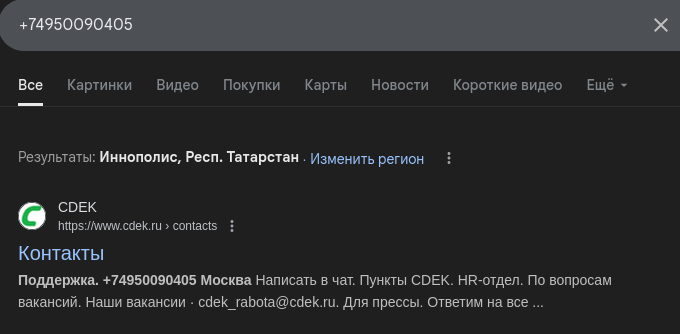 +74950090405
Все Картинки Видео Покупки Карты Новости Короткие видео Ещё
Результаты: Иннополис, Респ. Татарстан · Изменить регион
CDEK
https://www.cdek.ru › contacts
Контакты
Поддержка. +74950090405 Москва Написать в чат. Пункты CDEK. HR-отдел. По вопросам
вакансий. Наши вакансии · cdek_rabota@cdek.ru. Для прессы. Ответим на все ...